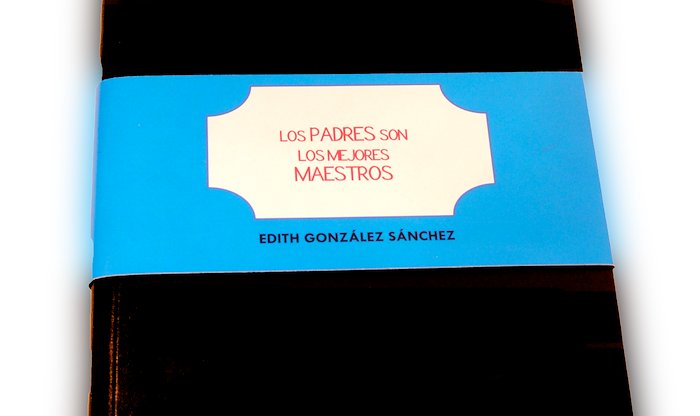 LOS PADRES SON
LOS MEJORES
MAESTROS
EDITH GONZÁLEZ SÁNCHEZ